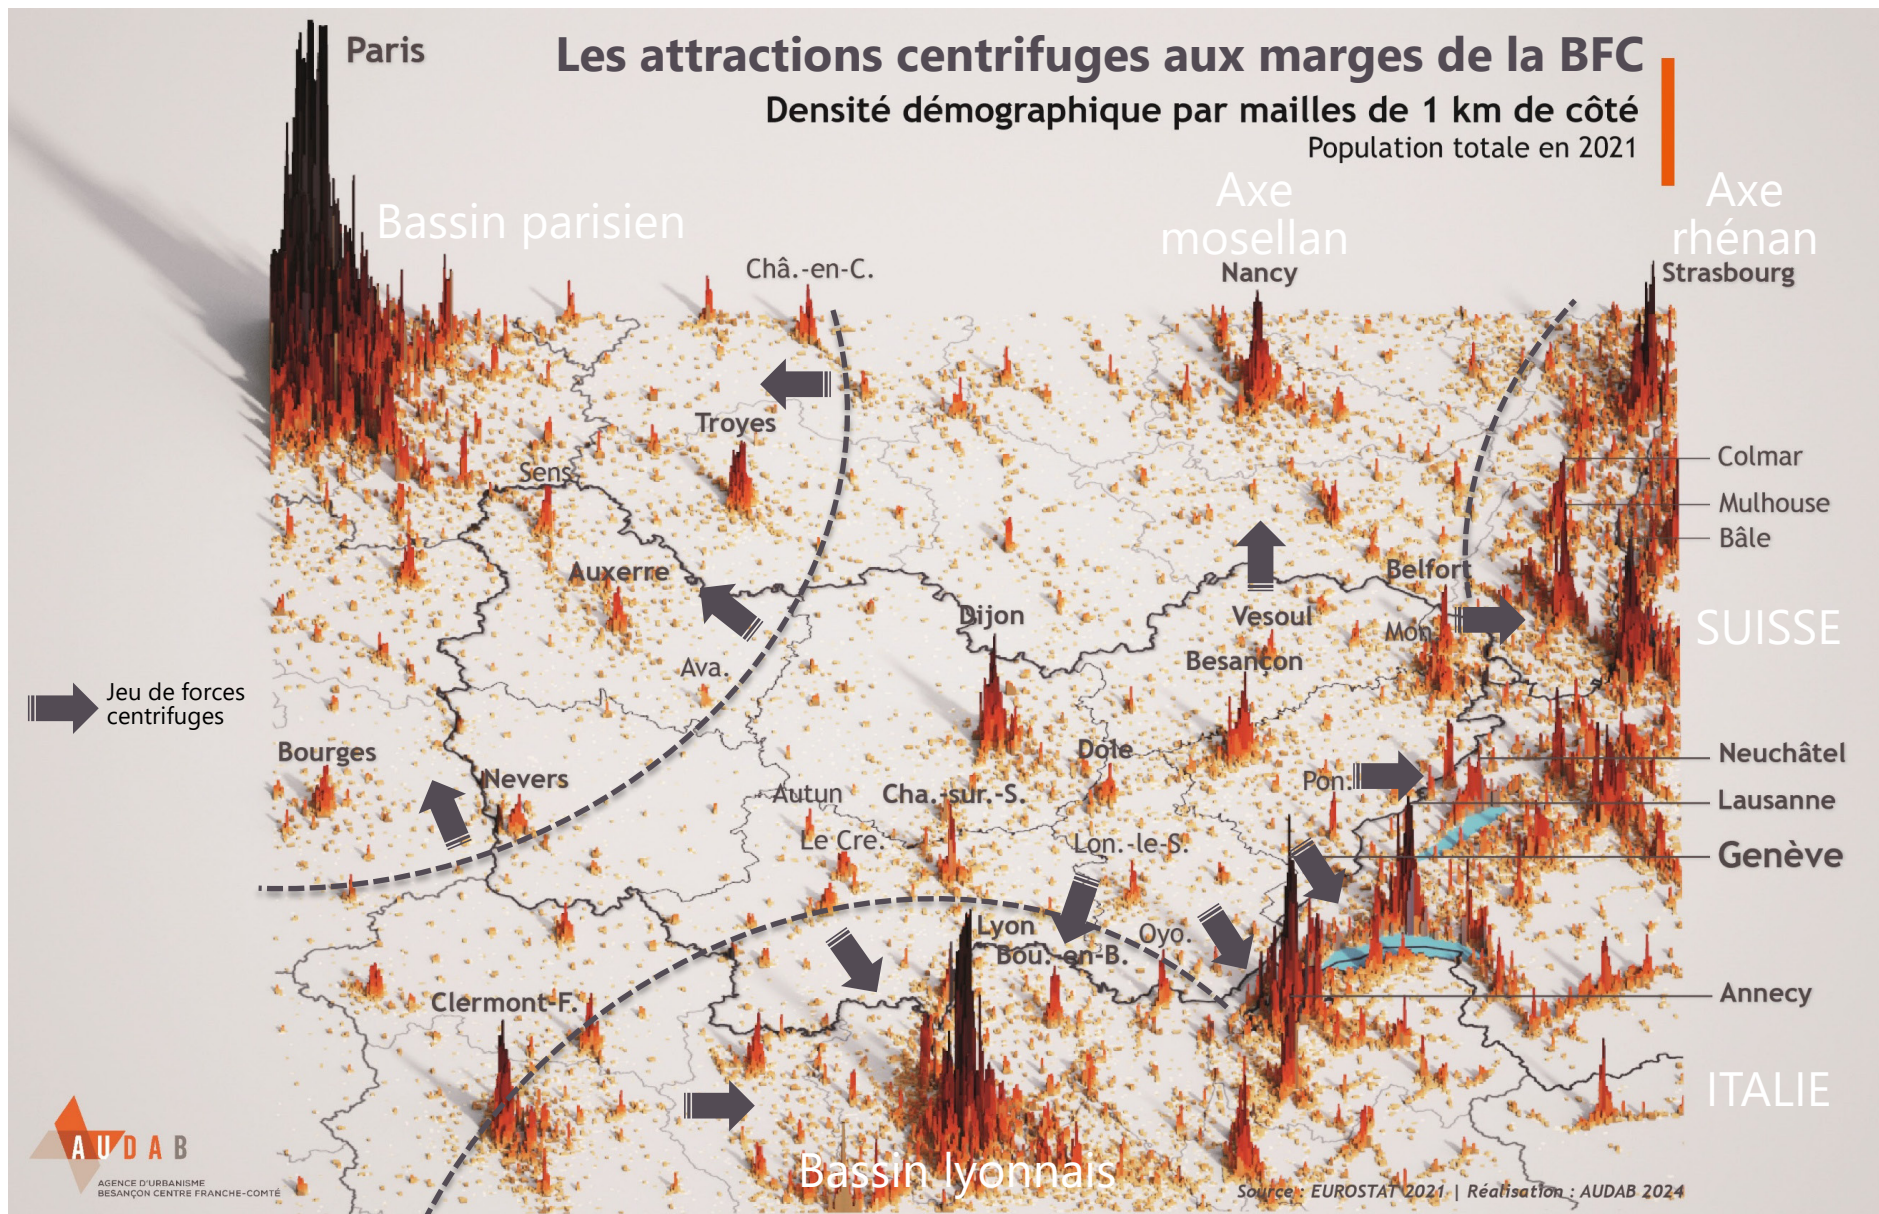 Paris
Les attractions centrifuges aux marges de la BFC
Densité démographique par mailles de 1 km de côté
Population totale en 2021
Bassin parisien
Axe
mosellan
Axe
rhénan
Châ.-en-C.
Nancy
Strasbourg
Troyes
Sens
Colmar
Mulhouse
Bâle
Auxerre
Belfort
Dijon
Vesoul
Mon.
SUISSE
Ava.
Besançon
Jeu de forces
centrifuges
Bourges
Nevers
Dole
Pon.
Neuchâtel
Autun
Cha.-sur.-S.
Lausanne
Le Cre.
Lon.-le-S.
Genève
Lyon
Oyo.
Bou.-en-B.
Clermont-F.
Annecy
ITALIE
AUDAB
AGENCE D'URBANISME
BESANÇON CENTRE FRANCHE-COMTÉ
Bassin lyonnais
Source : EUROSTAT 2021 | Réalisation : AUDAB 2024